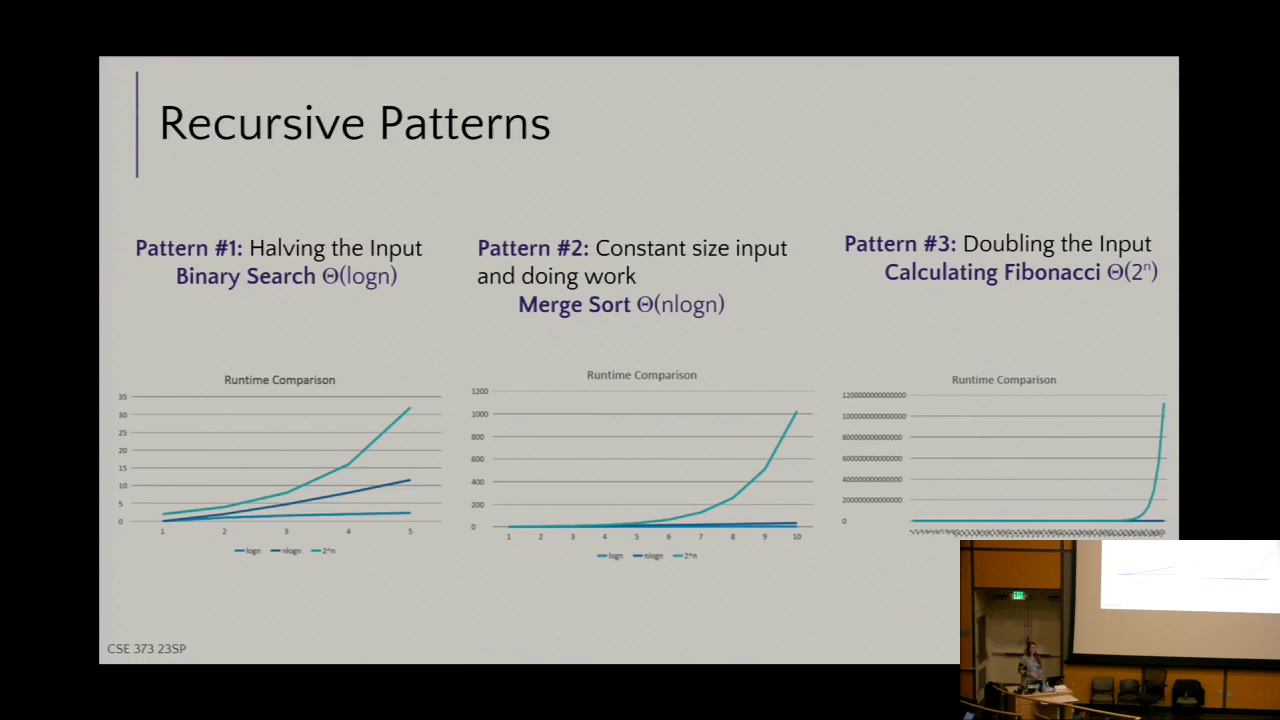 Recursive Patterns
Pattern #1: Halving the Input
Binary Search Θ(logn)
Pattern #2: Constant size input
and doing work
Merge Sort Θ(nlogn)
Pattern #3: Doubling the Input
Calculating Fibonacci Θ(2ⁿ)
Runtime Comparison
35
30
25
20
15
10
5
0
1 2 3 4 5
logn nlogn 2^n
Runtime Comparison
1200
1000
800
600
400
200
0
1 2 3 4 5 6 7 8 9 10
logn nlogn 2^n
Runtime Comparison
0
CSE 373 23SP